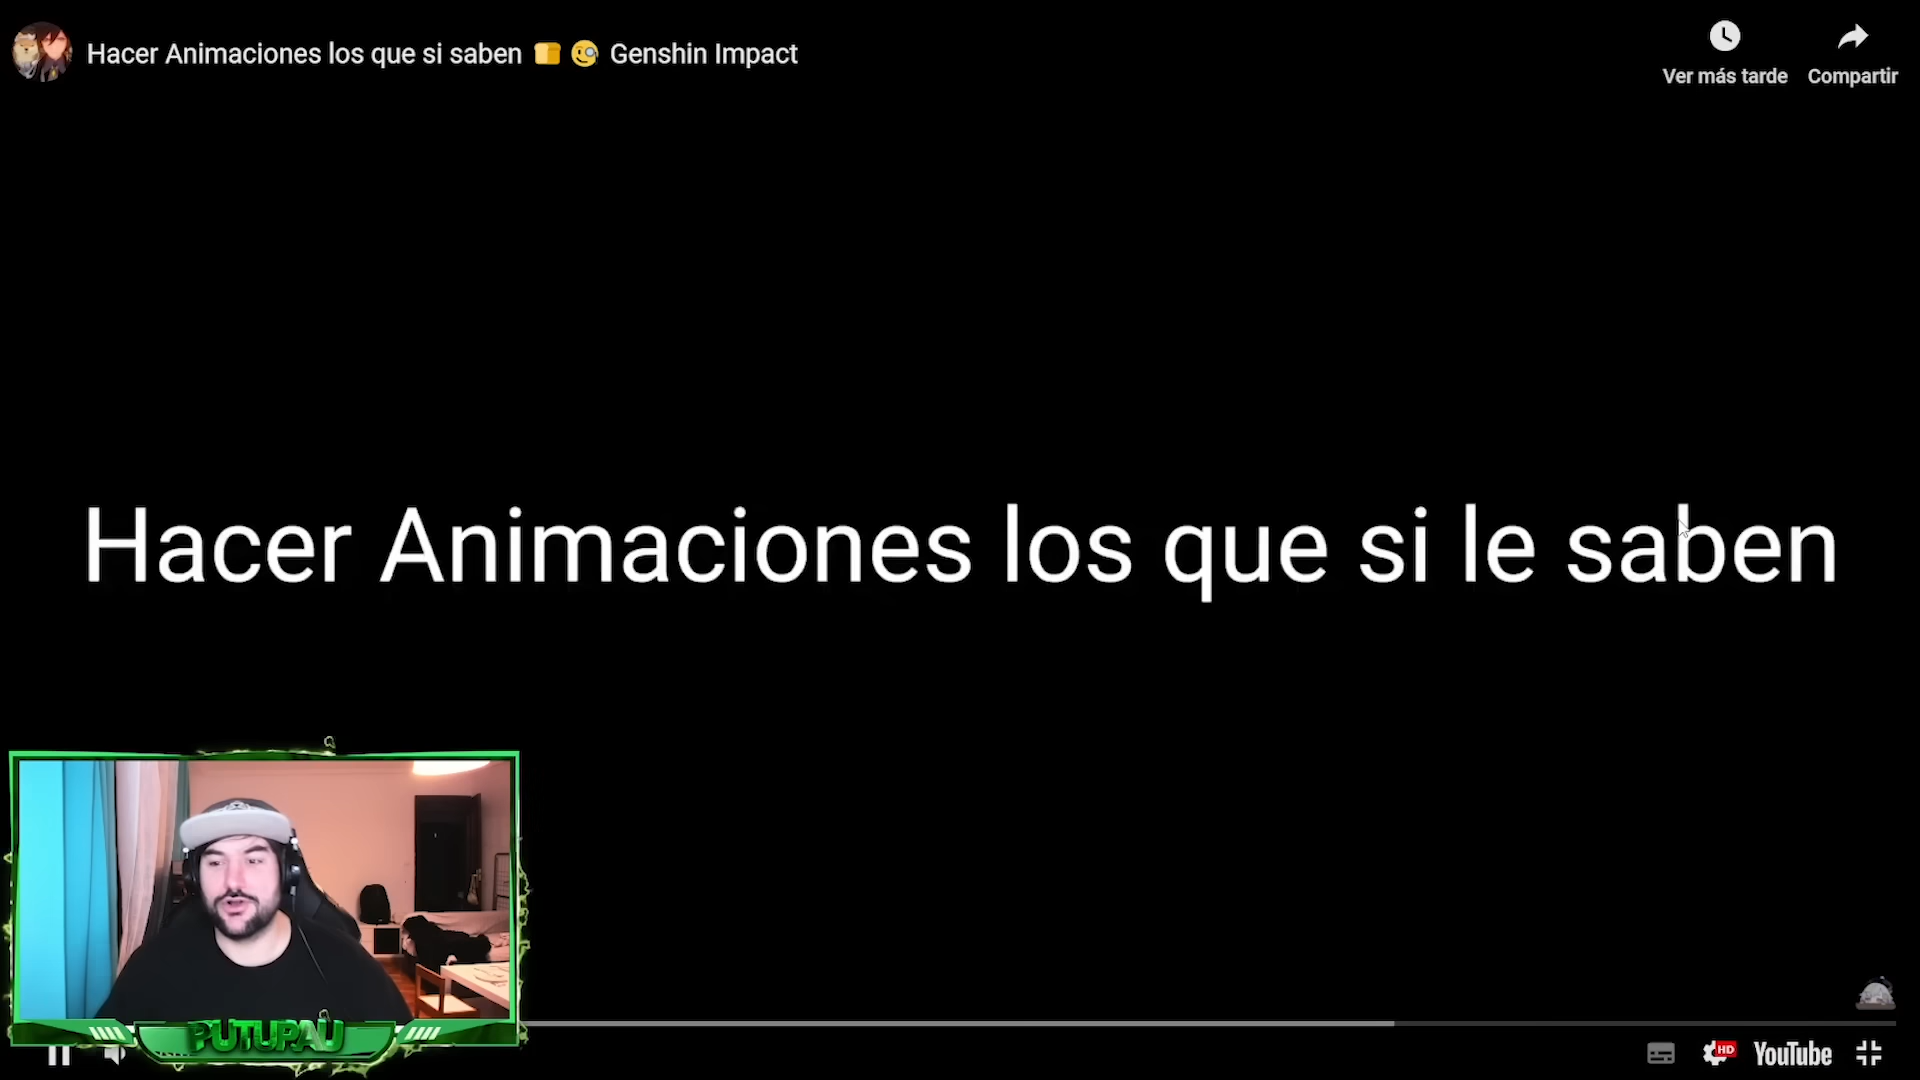 Hacer Animaciones los que si saben 🍞 🧐 Genshin Impact
Ver más tarde
Compartir
Hacer Animaciones los que si le saben
PUTUPAU
HD
YouTube